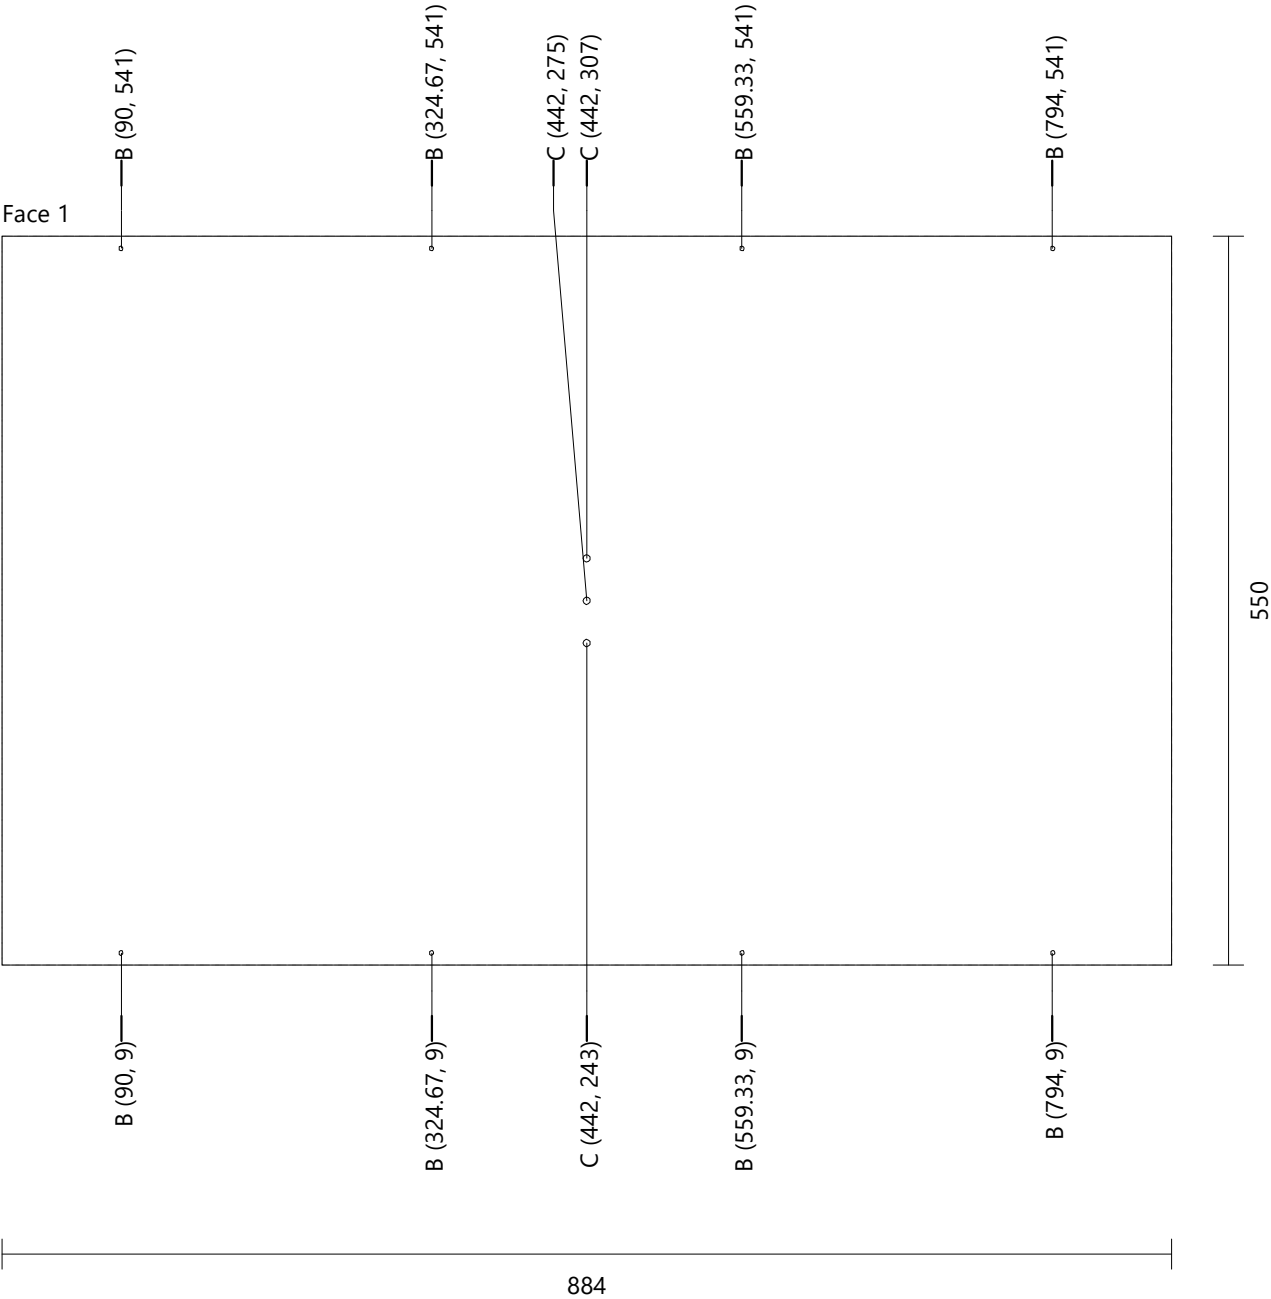 B (90, 541)
B (324.67, 541)
C (442, 275)
C (442, 307)
B (559.33, 541)
B (794, 541)
Face 1
550
B (90, 9)
B (324.67, 9)
C (442, 243)
B (559.33, 9)
B (794, 9)
884